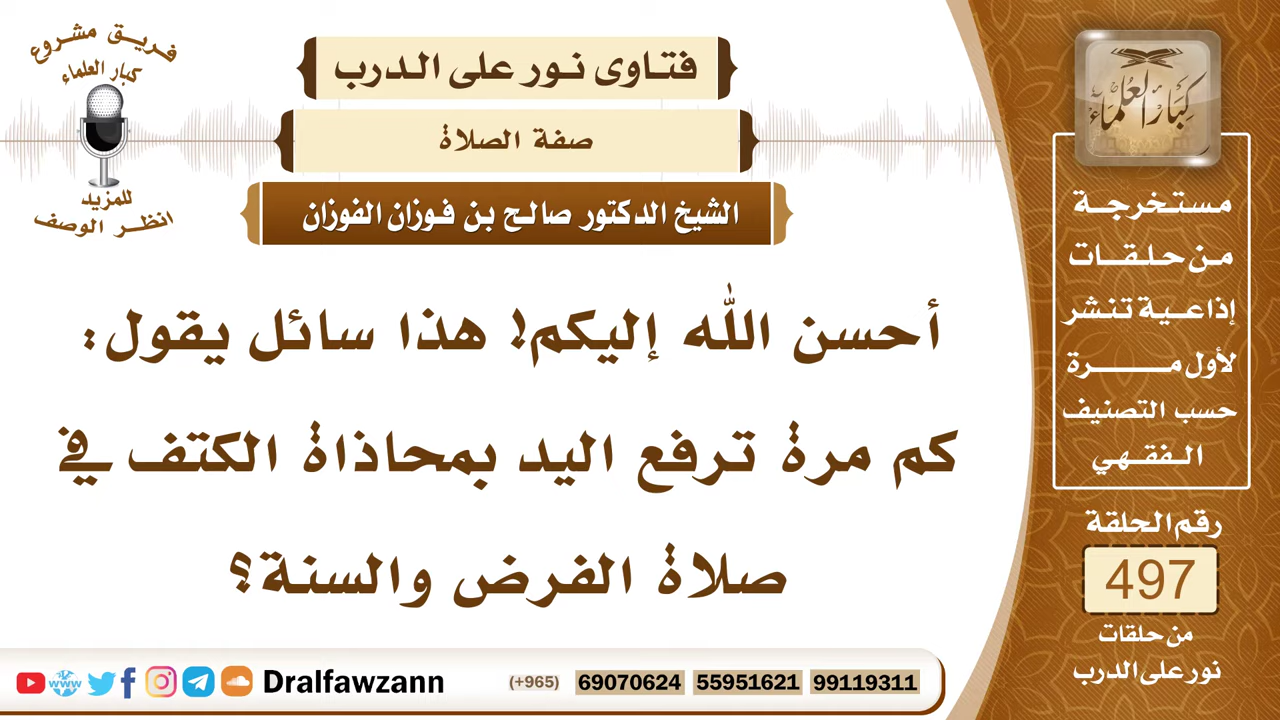 فريق مشروع
كبار العلماء
للمزيد
انظر الوصف
فتاوى نور على الدرب
صفة الصلاة
الشيخ الدكتور صالح بن فوزان الفوزان
أحسن الله إليكم! هذا سائل يقول:
كم مرة ترفع اليد بمحاذاة الكتف في
صلاة الفرض والسنة؟
كبار العلماء
مستخرجة
من حلقات
إذاعية تنشر
لأول مرة
حسب التصنيف
الفقهي
رقم الحلقة
497
من حلقات
نور على الدرب
www
Dralfawzann (+965) 69070624 55951621 99119311